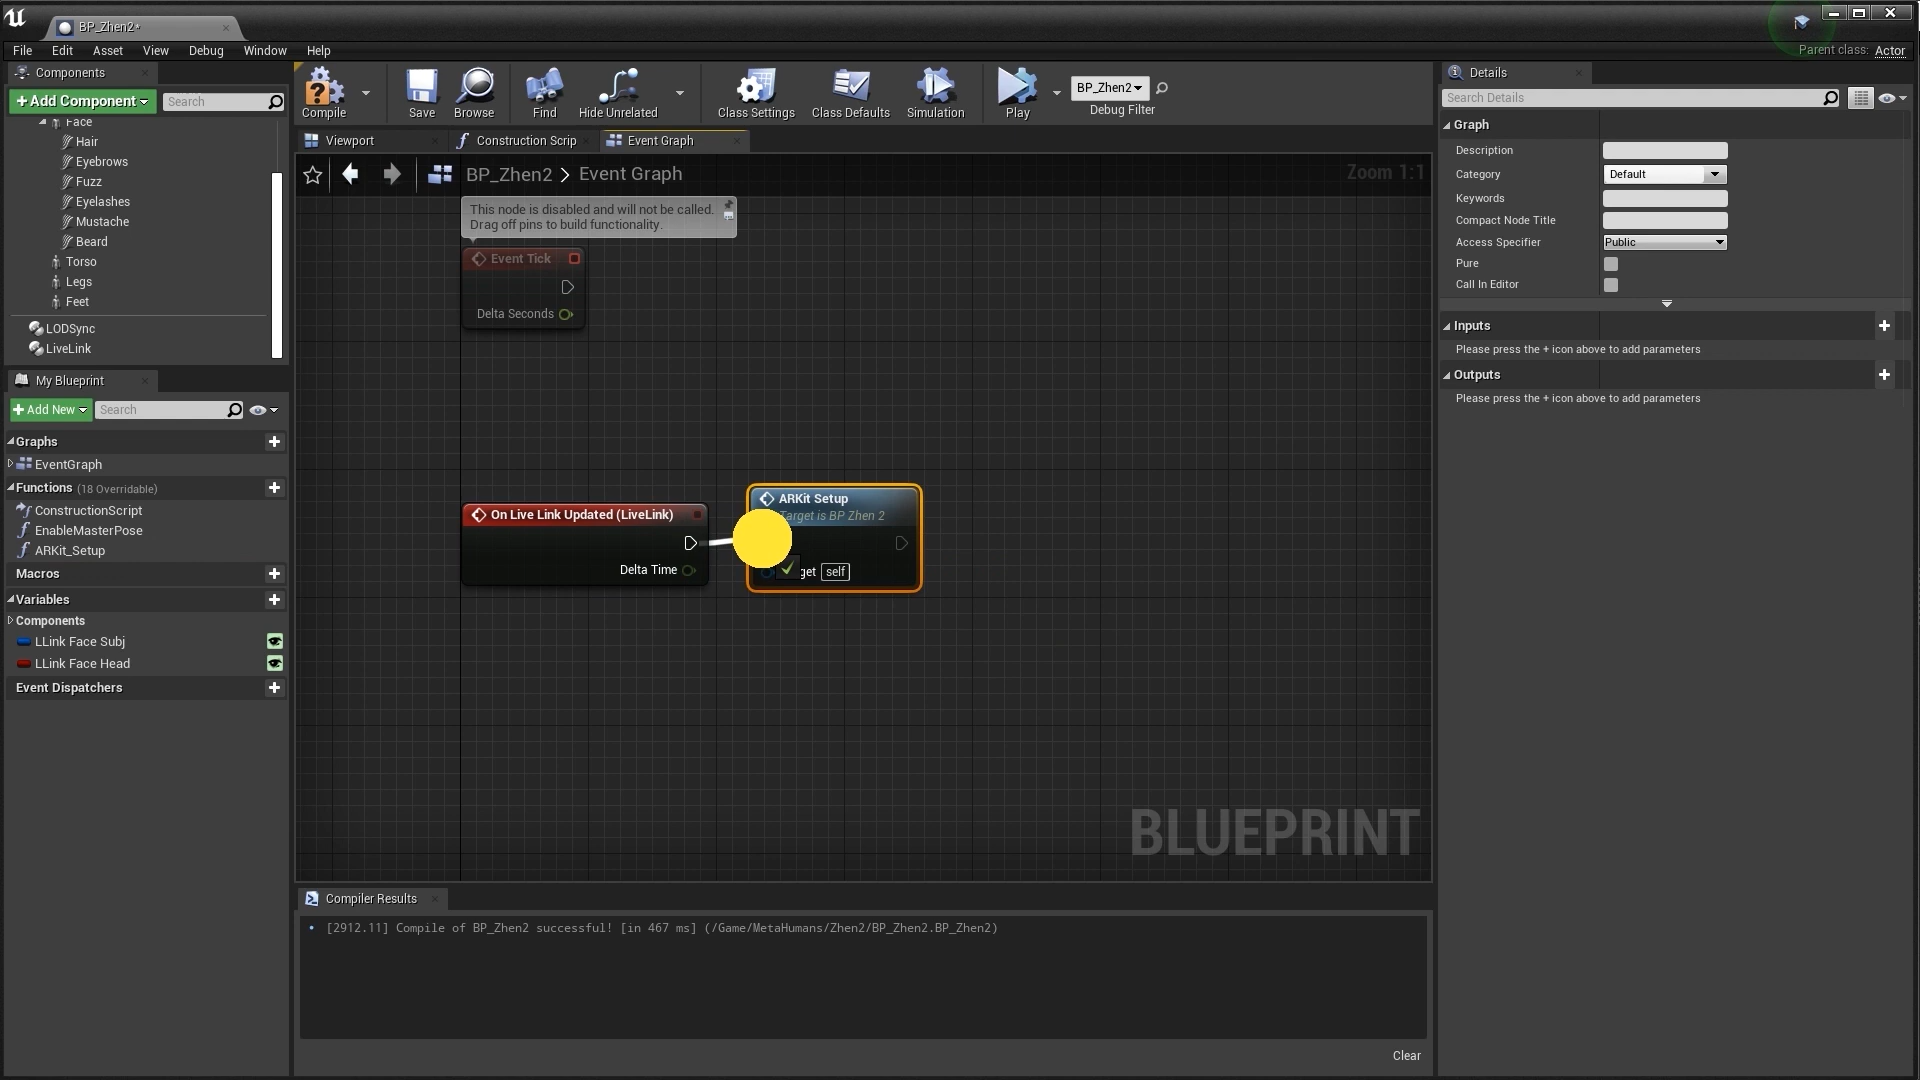 BP_Zhen2*
File Edit Asset View Debug Window Help
Parent class: Actor
Components
+ Add Component
Search
Face
Hair
Eyebrows
Fuzz
Eyelashes
Mustache
Beard
Torso
Legs
Feet
LODSync
LiveLink
My Blueprint
+ Add New
Search
Graphs
EventGraph
Functions (18 Overridable)
ConstructionScript
EnableMasterPose
ARKit_Setup
Macros
Variables
Components
LLink Face Subj
LLink Face Head
Event Dispatchers
Compile
Save
Browse
Find
Hide Unrelated
Class Settings
Class Defaults
Simulation
Play
BP_Zhen2
Debug Filter
Viewport
Construction Scrip
Event Graph
BP_Zhen2 > Event Graph
Zoom 1:1
This node is disabled and will not be called.
Drag off pins to build functionality.
Event Tick
Delta Seconds
On Live Link Updated (LiveLink)
Delta Time
ARKit Setup
Target is BP Zhen 2
get self
BLUEPRINT
Compiler Results
[2912.11] Compile of BP_Zhen2 successful! [in 467 ms] (/Game/MetaHumans/Zhen2/BP_Zhen2.BP_Zhen2)
Clear
Details
Search Details
Graph
Description
Category Default
Keywords
Compact Node Title
Access Specifier Public
Pure
Call In Editor
Inputs
Please press the + icon above to add parameters
Outputs
Please press the + icon above to add parameters